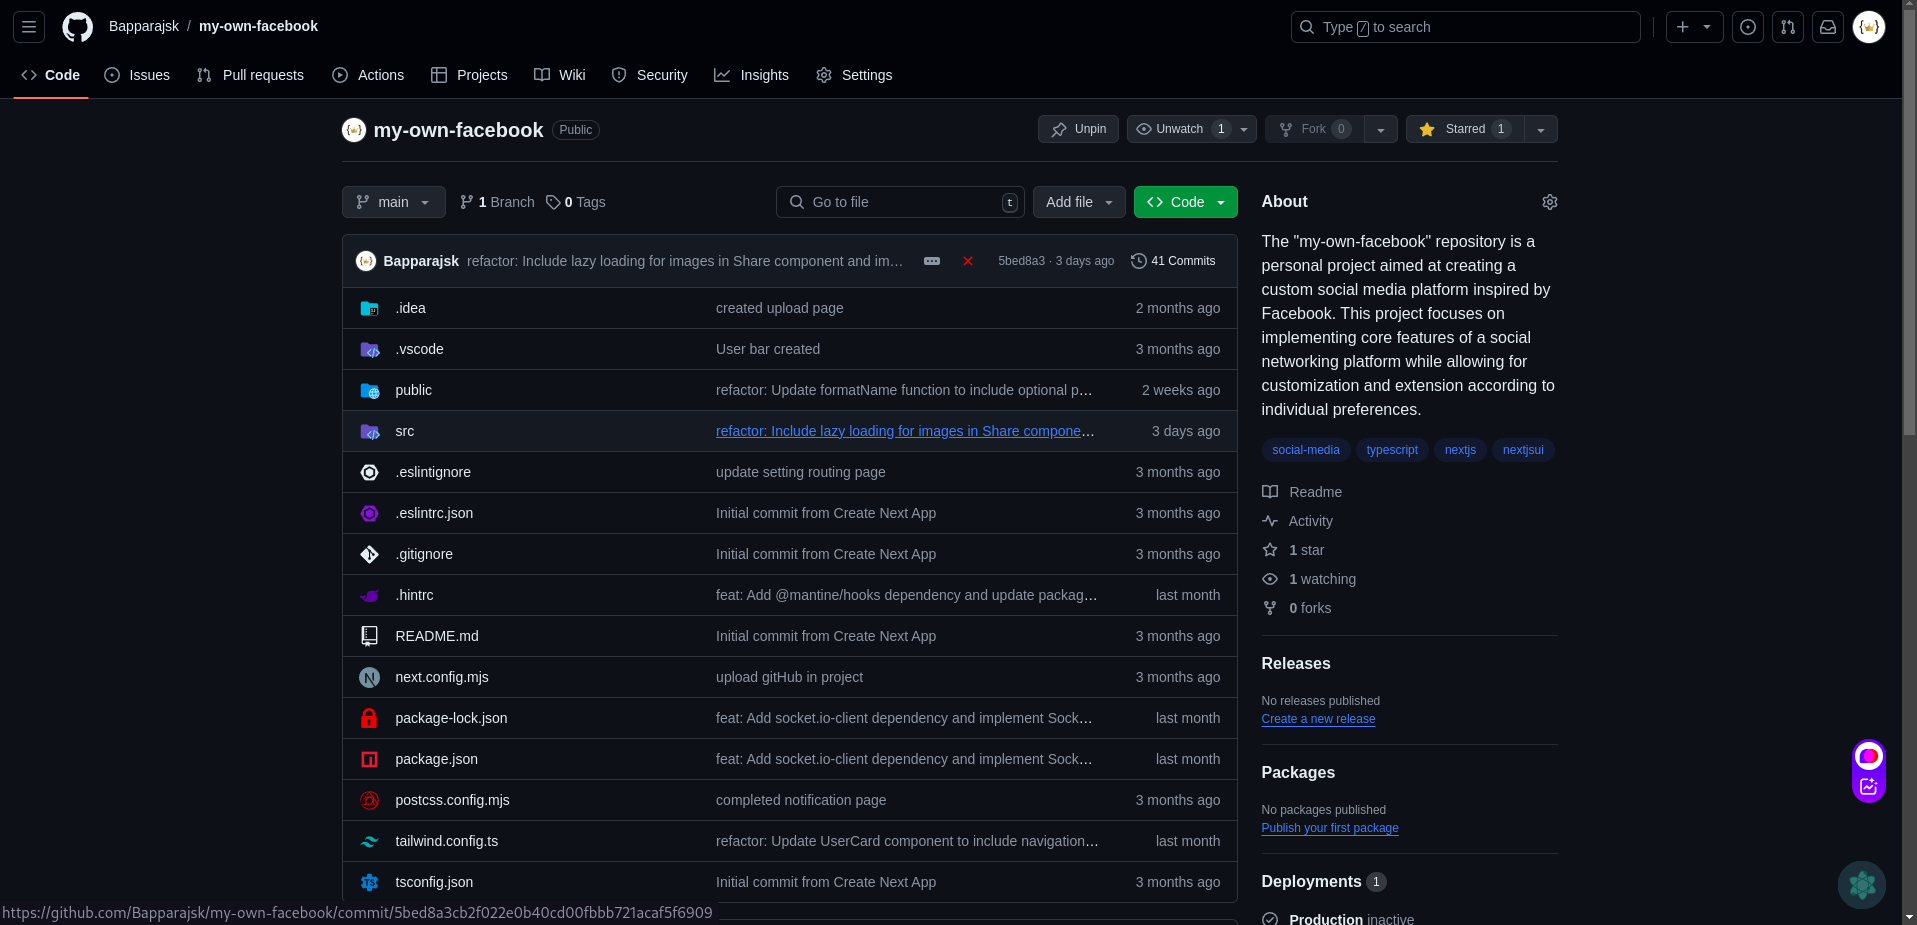 Bapparajsk / my-own-facebook
Type / to search
Code Issues Pull requests Actions Projects Wiki Security Insights Settings
my-own-facebook Public
Unpin Unwatch 1 Fork 0 Starred 1
main 1 Branch 0 Tags Go to file t Add file Code
Bapparajsk refactor: Include lazy loading for images in Share component and im… 5bed8a3 · 3 days ago 41 Commits
.idea created upload page 2 months ago
.vscode User bar created 3 months ago
public refactor: Update formatName function to include optional p… 2 weeks ago
src refactor: Include lazy loading for images in Share compone… 3 days ago
.eslintignore update setting routing page 3 months ago
.eslintrc.json Initial commit from Create Next App 3 months ago
.gitignore Initial commit from Create Next App 3 months ago
.hintrc feat: Add @mantine/hooks dependency and update packag… last month
README.md Initial commit from Create Next App 3 months ago
next.config.mjs upload gitHub in project 3 months ago
package-lock.json feat: Add socket.io-client dependency and implement Sock… last month
package.json feat: Add socket.io-client dependency and implement Sock… last month
postcss.config.mjs completed notification page 3 months ago
tailwind.config.ts refactor: Update UserCard component to include navigation… last month
tsconfig.json Initial commit from Create Next App 3 months ago
About
The "my-own-facebook" repository is a
personal project aimed at creating a
custom social media platform inspired by
Facebook. This project focuses on
implementing core features of a social
networking platform while allowing for
customization and extension according to
individual preferences.
social-media typescript nextjs nextjsui
Readme
Activity
1 star
1 watching
0 forks
Releases
No releases published
Create a new release
Packages
No packages published
Publish your first package
Deployments 1
Production inactive
https://github.com/Bapparajsk/my-own-facebook/commit/5bed8a3cb2f022e0b40cd00fbbb721acaf5f6909